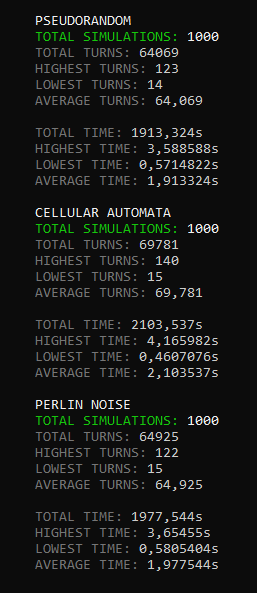 PSEUDORANDOM
TOTAL SIMULATIONS: 1000
TOTAL TURNS: 64069
HIGHEST TURNS: 123
LOWEST TURNS: 14
AVERAGE TURNS: 64,069
TOTAL TIME: 1913,324s
HIGHEST TIME: 3,588588s
LOWEST TIME: 0,5714822s
AVERAGE TIME: 1,913324s
CELLULAR AUTOMATA
TOTAL SIMULATIONS: 1000
TOTAL TURNS: 69781
HIGHEST TURNS: 140
LOWEST TURNS: 15
AVERAGE TURNS: 69,781
TOTAL TIME: 2103,537s
HIGHEST TIME: 4,165982s
LOWEST TIME: 0,4607076s
AVERAGE TIME: 2,103537s
PERLIN NOISE
TOTAL SIMULATIONS: 1000
TOTAL TURNS: 64925
HIGHEST TURNS: 122
LOWEST TURNS: 15
AVERAGE TURNS: 64,925
TOTAL TIME: 1977,544s
HIGHEST TIME: 3,65455s
LOWEST TIME: 0,5805404s
AVERAGE TIME: 1,977544s